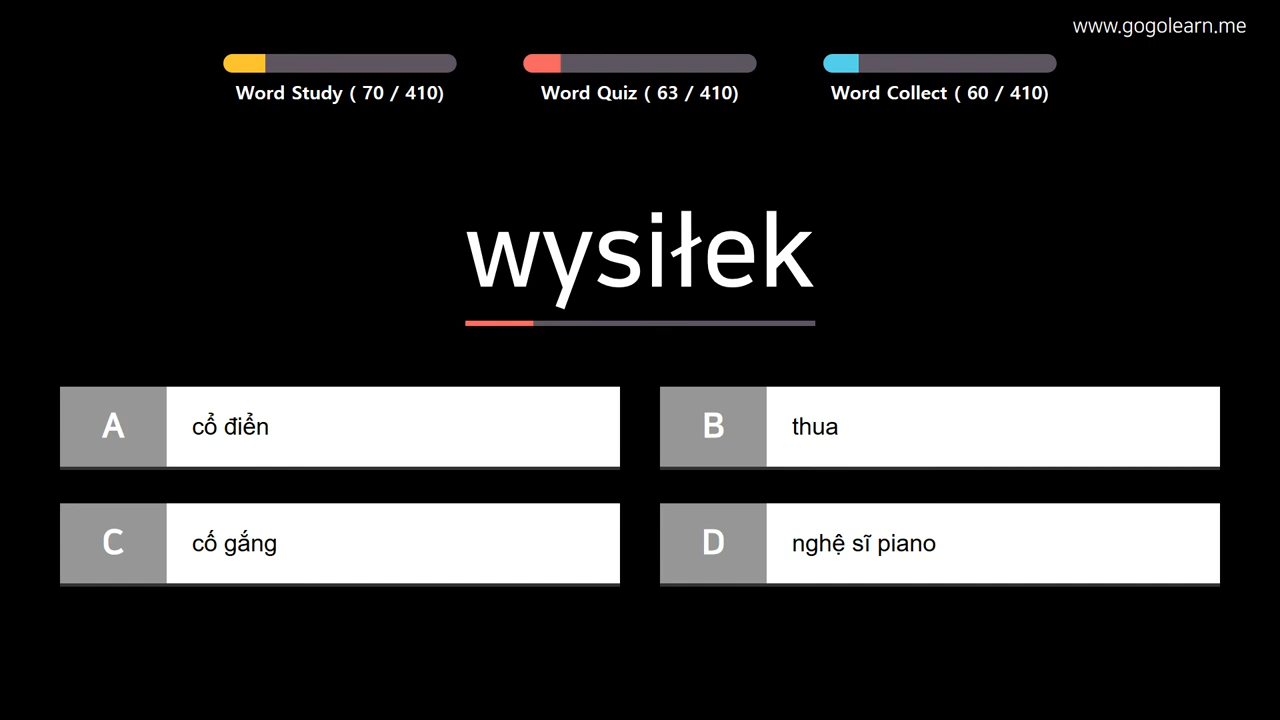 www.gogolearn.me
Word Study ( 70 / 410)
Word Quiz ( 63 / 410)
Word Collect ( 60 / 410)
wysiłek
A cổ điển
B thua
C cố gắng
D nghệ sĩ piano